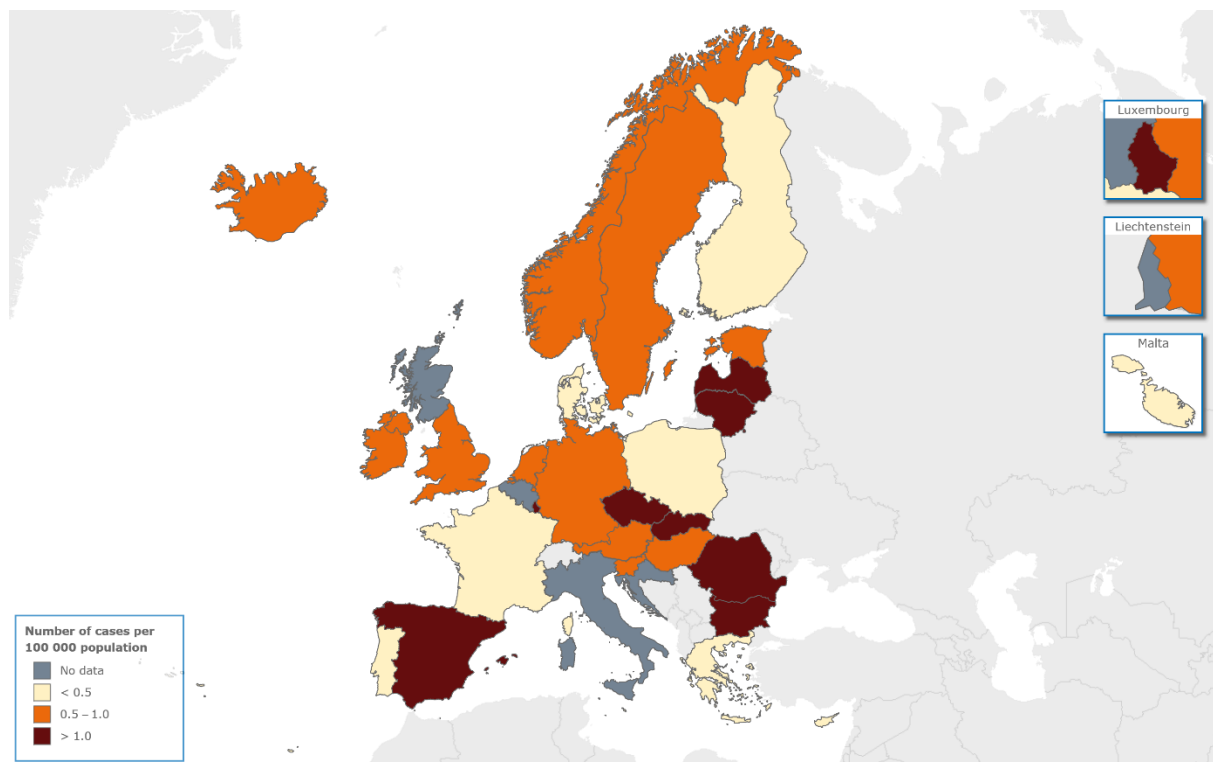 Luxembourg
Liechtenstein
Malta
Number of cases per
100 000 population
No data
< 0.5
0.5 – 1.0
> 1.0